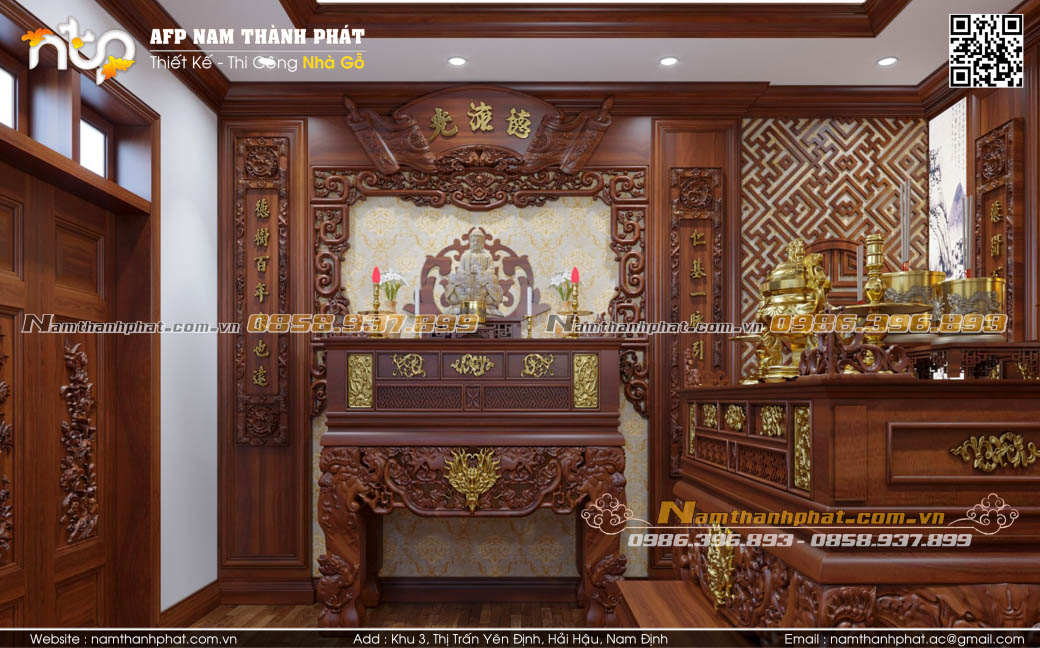 ntp
AFP NAM THÀNH PHÁT
Thiết Kế - Thi Công Nhà Gỗ
德流光
德樹百年也遠
仁基一
引
Namthanhphat.com.vn 0858.937.899
Namthanhphat.com.vn 0986.396.893
Namthanhphat.com.vn
0986.396.893 - 0858.937.899
Website : namthanhphat.com.vn Add : Khu 3, Thị Trấn Yên Định, Hải Hậu, Nam Định Email : namthanhphat.ac@gmail.com